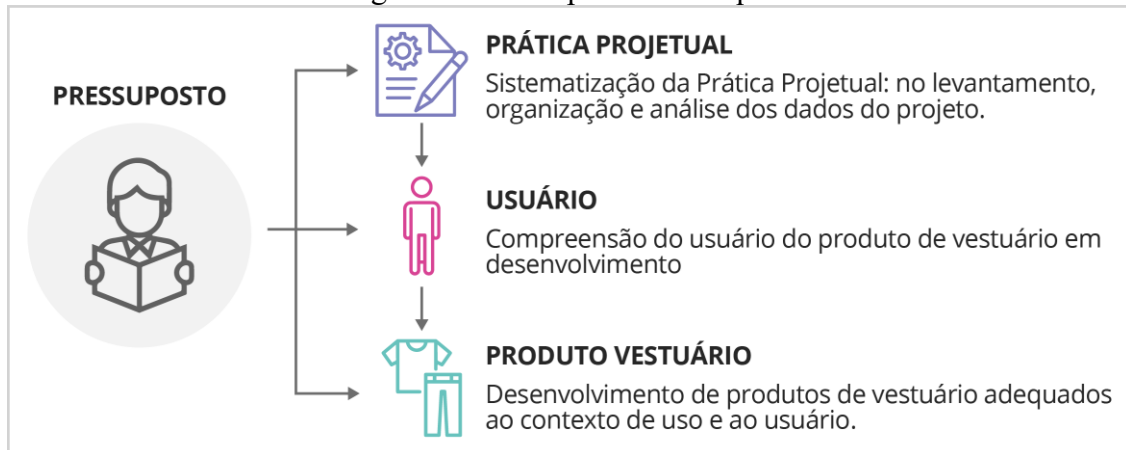 PRESSUPOSTO
PRÁTICA PROJETUAL
Sistematização da Prática Projetual: no levantamento,
organização e análise dos dados do projeto.
USUÁRIO
Compreensão do usuário do produto de vestuário em
desenvolvimento
PRODUTO VESTUÁRIO
Desenvolvimento de produtos de vestuário adequados
ao contexto de uso e ao usuário.